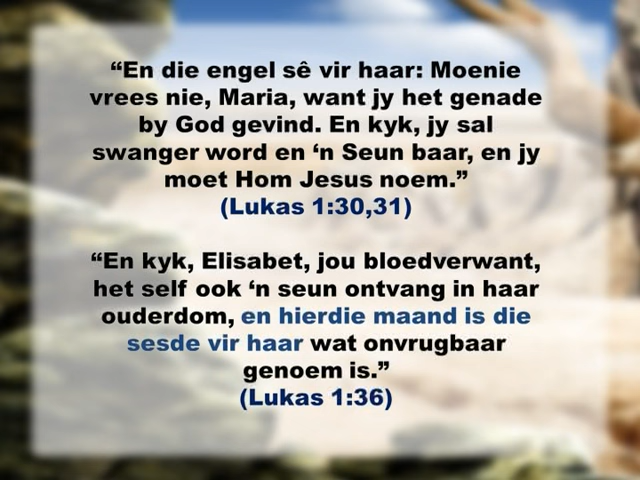 “En die engel sê vir haar: Moenie
vrees nie, Maria, want jy het genade
by God gevind. En kyk, jy sal
swanger word en ‘n Seun baar, en jy
moet Hom Jesus noem.”
(Lukas 1:30,31)
“En kyk, Elisabet, jou bloedverwant,
het self ook ‘n seun ontvang in haar
ouderdom, en hierdie maand is die
sesde vir haar wat onvrugbaar
genoem is.”
(Lukas 1:36)